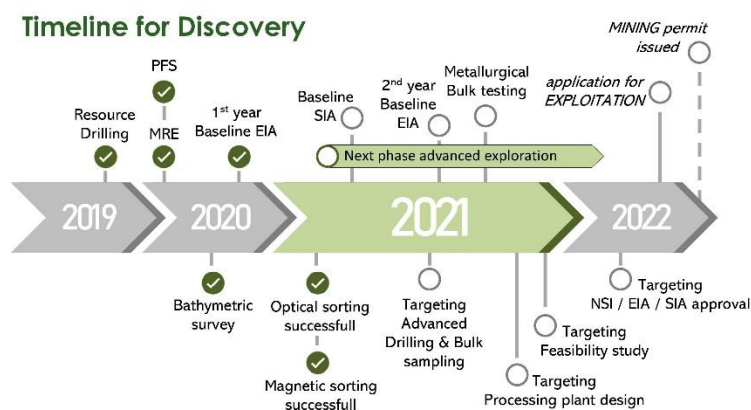 Timeline for Discovery
MINING permit
issued
PFS
2nd year
Baseline
EIA
Metallurgical
Bulk testing
application for
EXPLOITATION
Resource
Drilling
MRE
1st year
Baseline EIA
Baseline
SIA
Next phase advanced exploration
2019
2020
2021
2022
Bathymetric
survey
Optical sorting
successfull
Targeting
Advanced
Drilling & Bulk
sampling
Targeting
NSI / EIA / SIA approval
Targeting
Feasibility study
Magnetic sorting
successfull
Targeting
Processing plant design